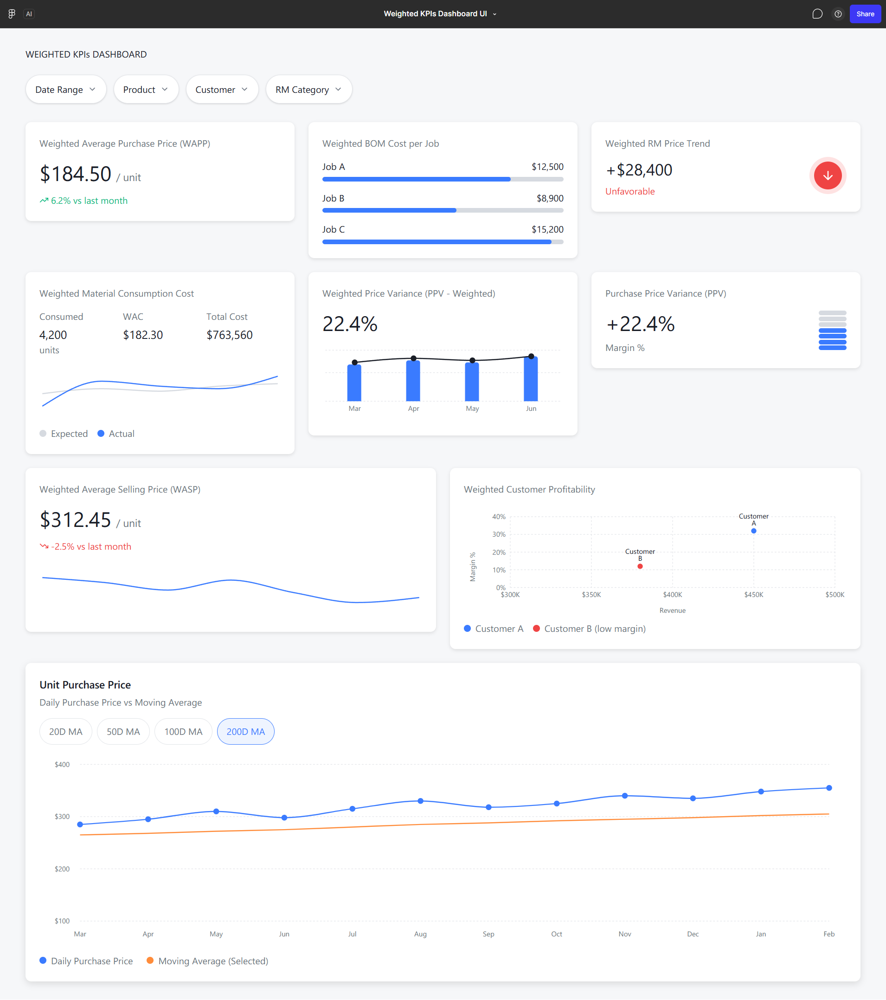 AI
Weighted KPIs Dashboard UI
Share
WEIGHTED KPIs DASHBOARD
Date Range
Product
Customer
RM Category
Weighted Average Purchase Price (WAPP)
$184.50 / unit
6.2% vs last month
Weighted BOM Cost per Job
Job A $12,500
Job B $8,900
Job C $15,200
Weighted RM Price Trend
+$28,400
Unfavorable
Weighted Material Consumption Cost
Consumed WAC Total Cost
4,200 $182.30 $763,560
units
Expected Actual
Weighted Price Variance (PPV - Weighted)
22.4%
Mar Apr May Jun
Purchase Price Variance (PPV)
+22.4%
Margin %
Weighted Average Selling Price (WASP)
$312.45 / unit
-2.5% vs last month
Weighted Customer Profitability
40%
30%
20%
10%
0%
Margin %
Customer
A
Customer
B
$300K $350K $400K $450K $500K
Revenue
Customer A Customer B (low margin)
Unit Purchase Price
Daily Purchase Price vs Moving Average
20D MA 50D MA 100D MA 200D MA
$400
$300
$200
$100
Mar Apr May Jun Jul Aug Sep Oct Nov Dec Jan Feb
Daily Purchase Price Moving Average (Selected)